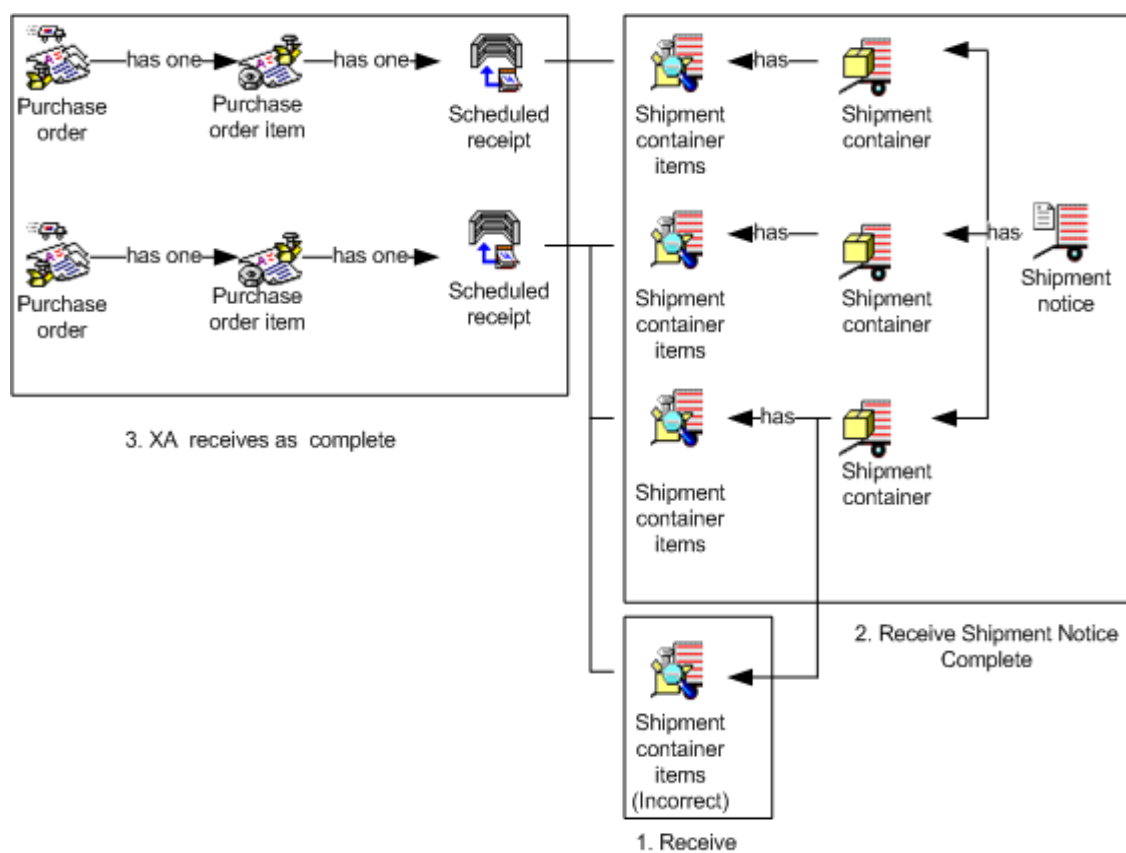 has one
has one
Purchase
order
Purchase
order item
Scheduled
receipt
has one
has one
Purchase
order
Purchase
order item
Scheduled
receipt
3. XA receives as complete
has
Shipment
container
items
Shipment
container
has
has
Shipment
container
items
Shipment
container
Shipment
notice
has
Shipment
container
items
Shipment
container
2. Receive Shipment Notice
Complete
Shipment
container
items
(Incorrect)
1. Receive